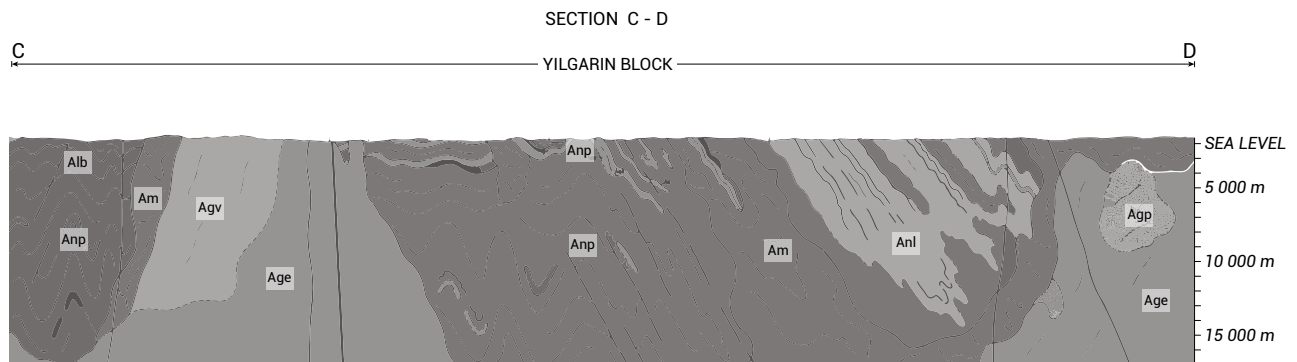 SECTION C - D
C D
YILGARIN BLOCK
SEA LEVEL
Anp
Alb
5 000 m
Am
Agv
Agp
Anp
Anp
Anl
Am
10 000 m
Age
Age
15 000 m